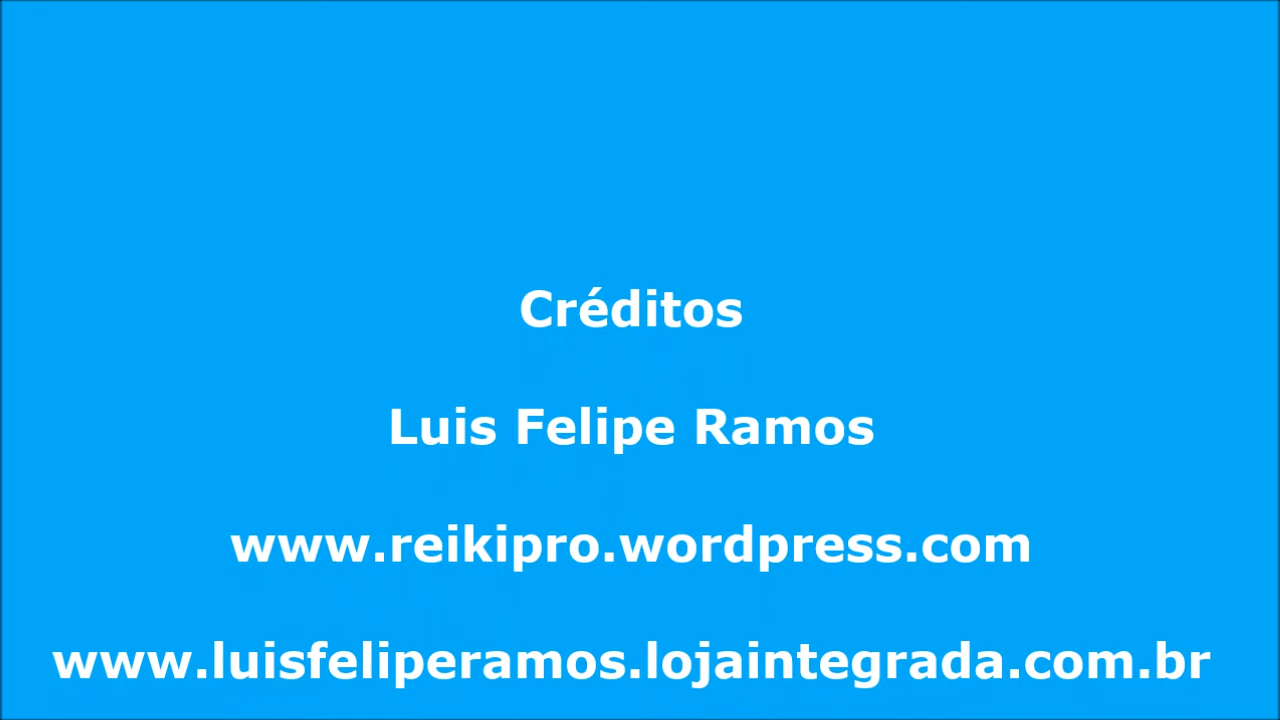 Créditos
Luis Felipe Ramos
www.reikipro.wordpress.com
www.luisfeliperamos.lojaintegrada.com.br